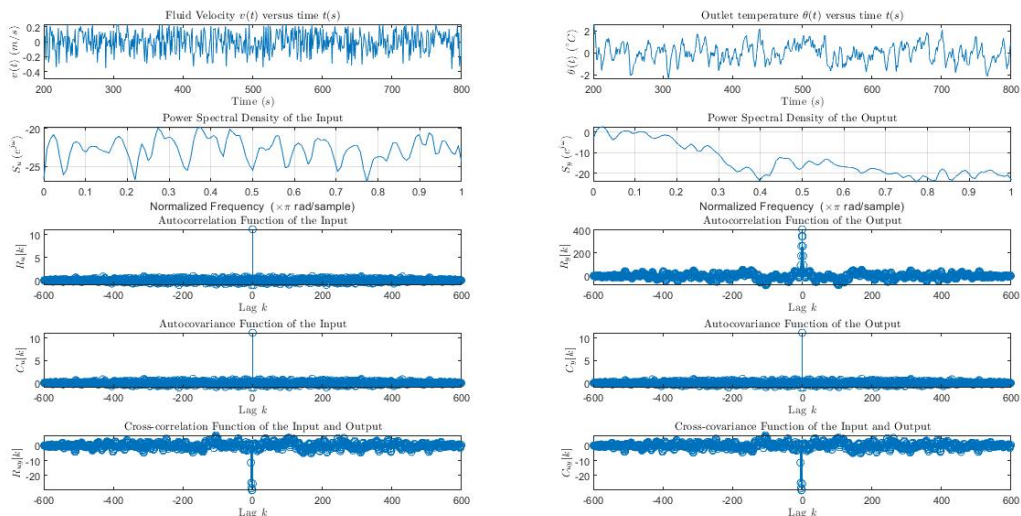 Fluid Velocity v(t) versus time t(s)
v(t) (m/s)
0.2
0
-0.2
-0.4
200 300 400 500 600 700 800
Time (s)
Outlet temperature θ(t) versus time t(s)
θ(t) (°C)
2
0
-2
200 300 400 500 600 700 800
Time (s)
Power Spectral Density of the Input
-20
-25
0 0.1 0.2 0.3 0.4 0.5 0.6 0.7 0.8 0.9 1
Normalized Frequency (×π rad/sample)
Power Spectral Density of the Ouptut
S_y (e^{jω})
0
-10
-20
0 0.1 0.2 0.3 0.4 0.5 0.6 0.7 0.8 0.9 1
Normalized Frequency (×π rad/sample)
Autocorrelation Function of the Input
R_u[k]
10
5
0
-600 -400 -200 0 200 400 600
Lag k
Autocorrelation Function of the Output
R_y[k]
400
200
0
-600 -400 -200 0 200 400 600
Lag k
Autocovariance Function of the Input
C_u[k]
10
5
0
-600 -400 -200 0 200 400 600
Lag k
Autocovariance Function of the Output
C_y[k]
10
5
0
-600 -400 -200 0 200 400 600
Lag k
Cross-correlation Function of the Input and Output
R_uy[k]
0
-10
-20
-600 -400 -200 0 200 400 600
Lag k
Cross-covariance Function of the Input and Output
C_uy[k]
0
-10
-20
-600 -400 -200 0 200 400 600
Lag k